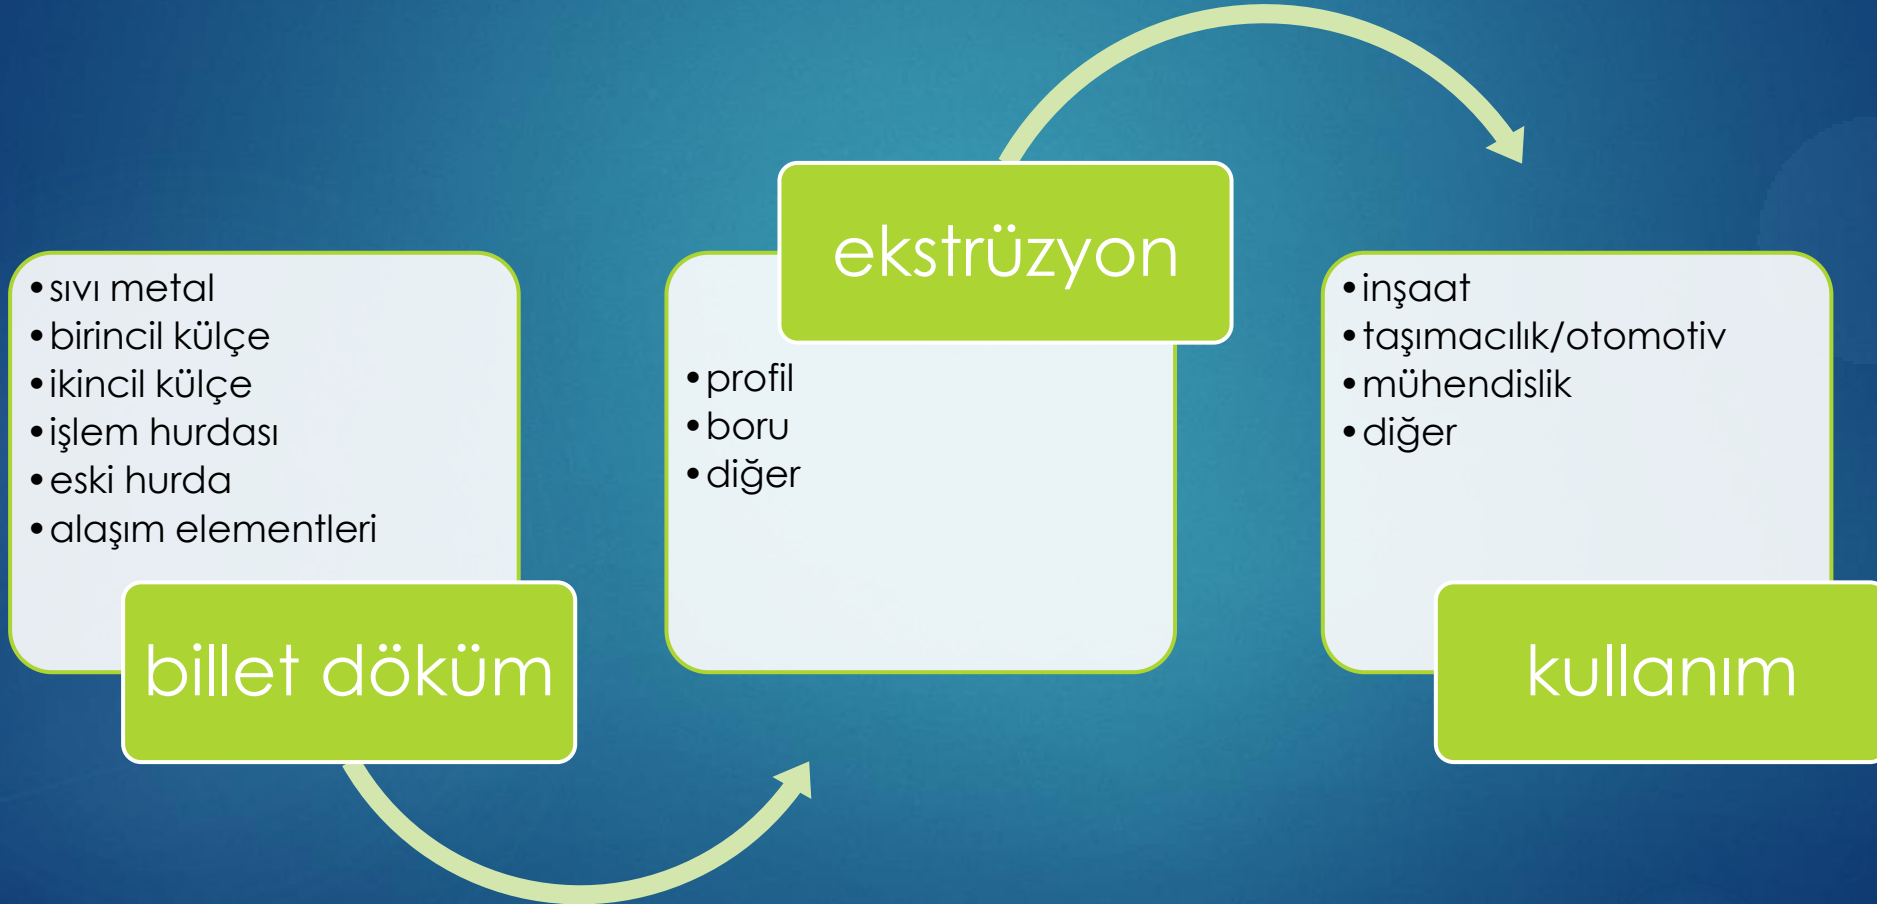 • sıvı metal
• birincil külçe
• ikincil külçe
• işlem hurdası
• eski hurda
• alaşım elementleri
billet döküm
ekstrüzyon
• profil
• boru
• diğer
• inşaat
• taşımacılık/otomotiv
• mühendislik
• diğer
kullanım